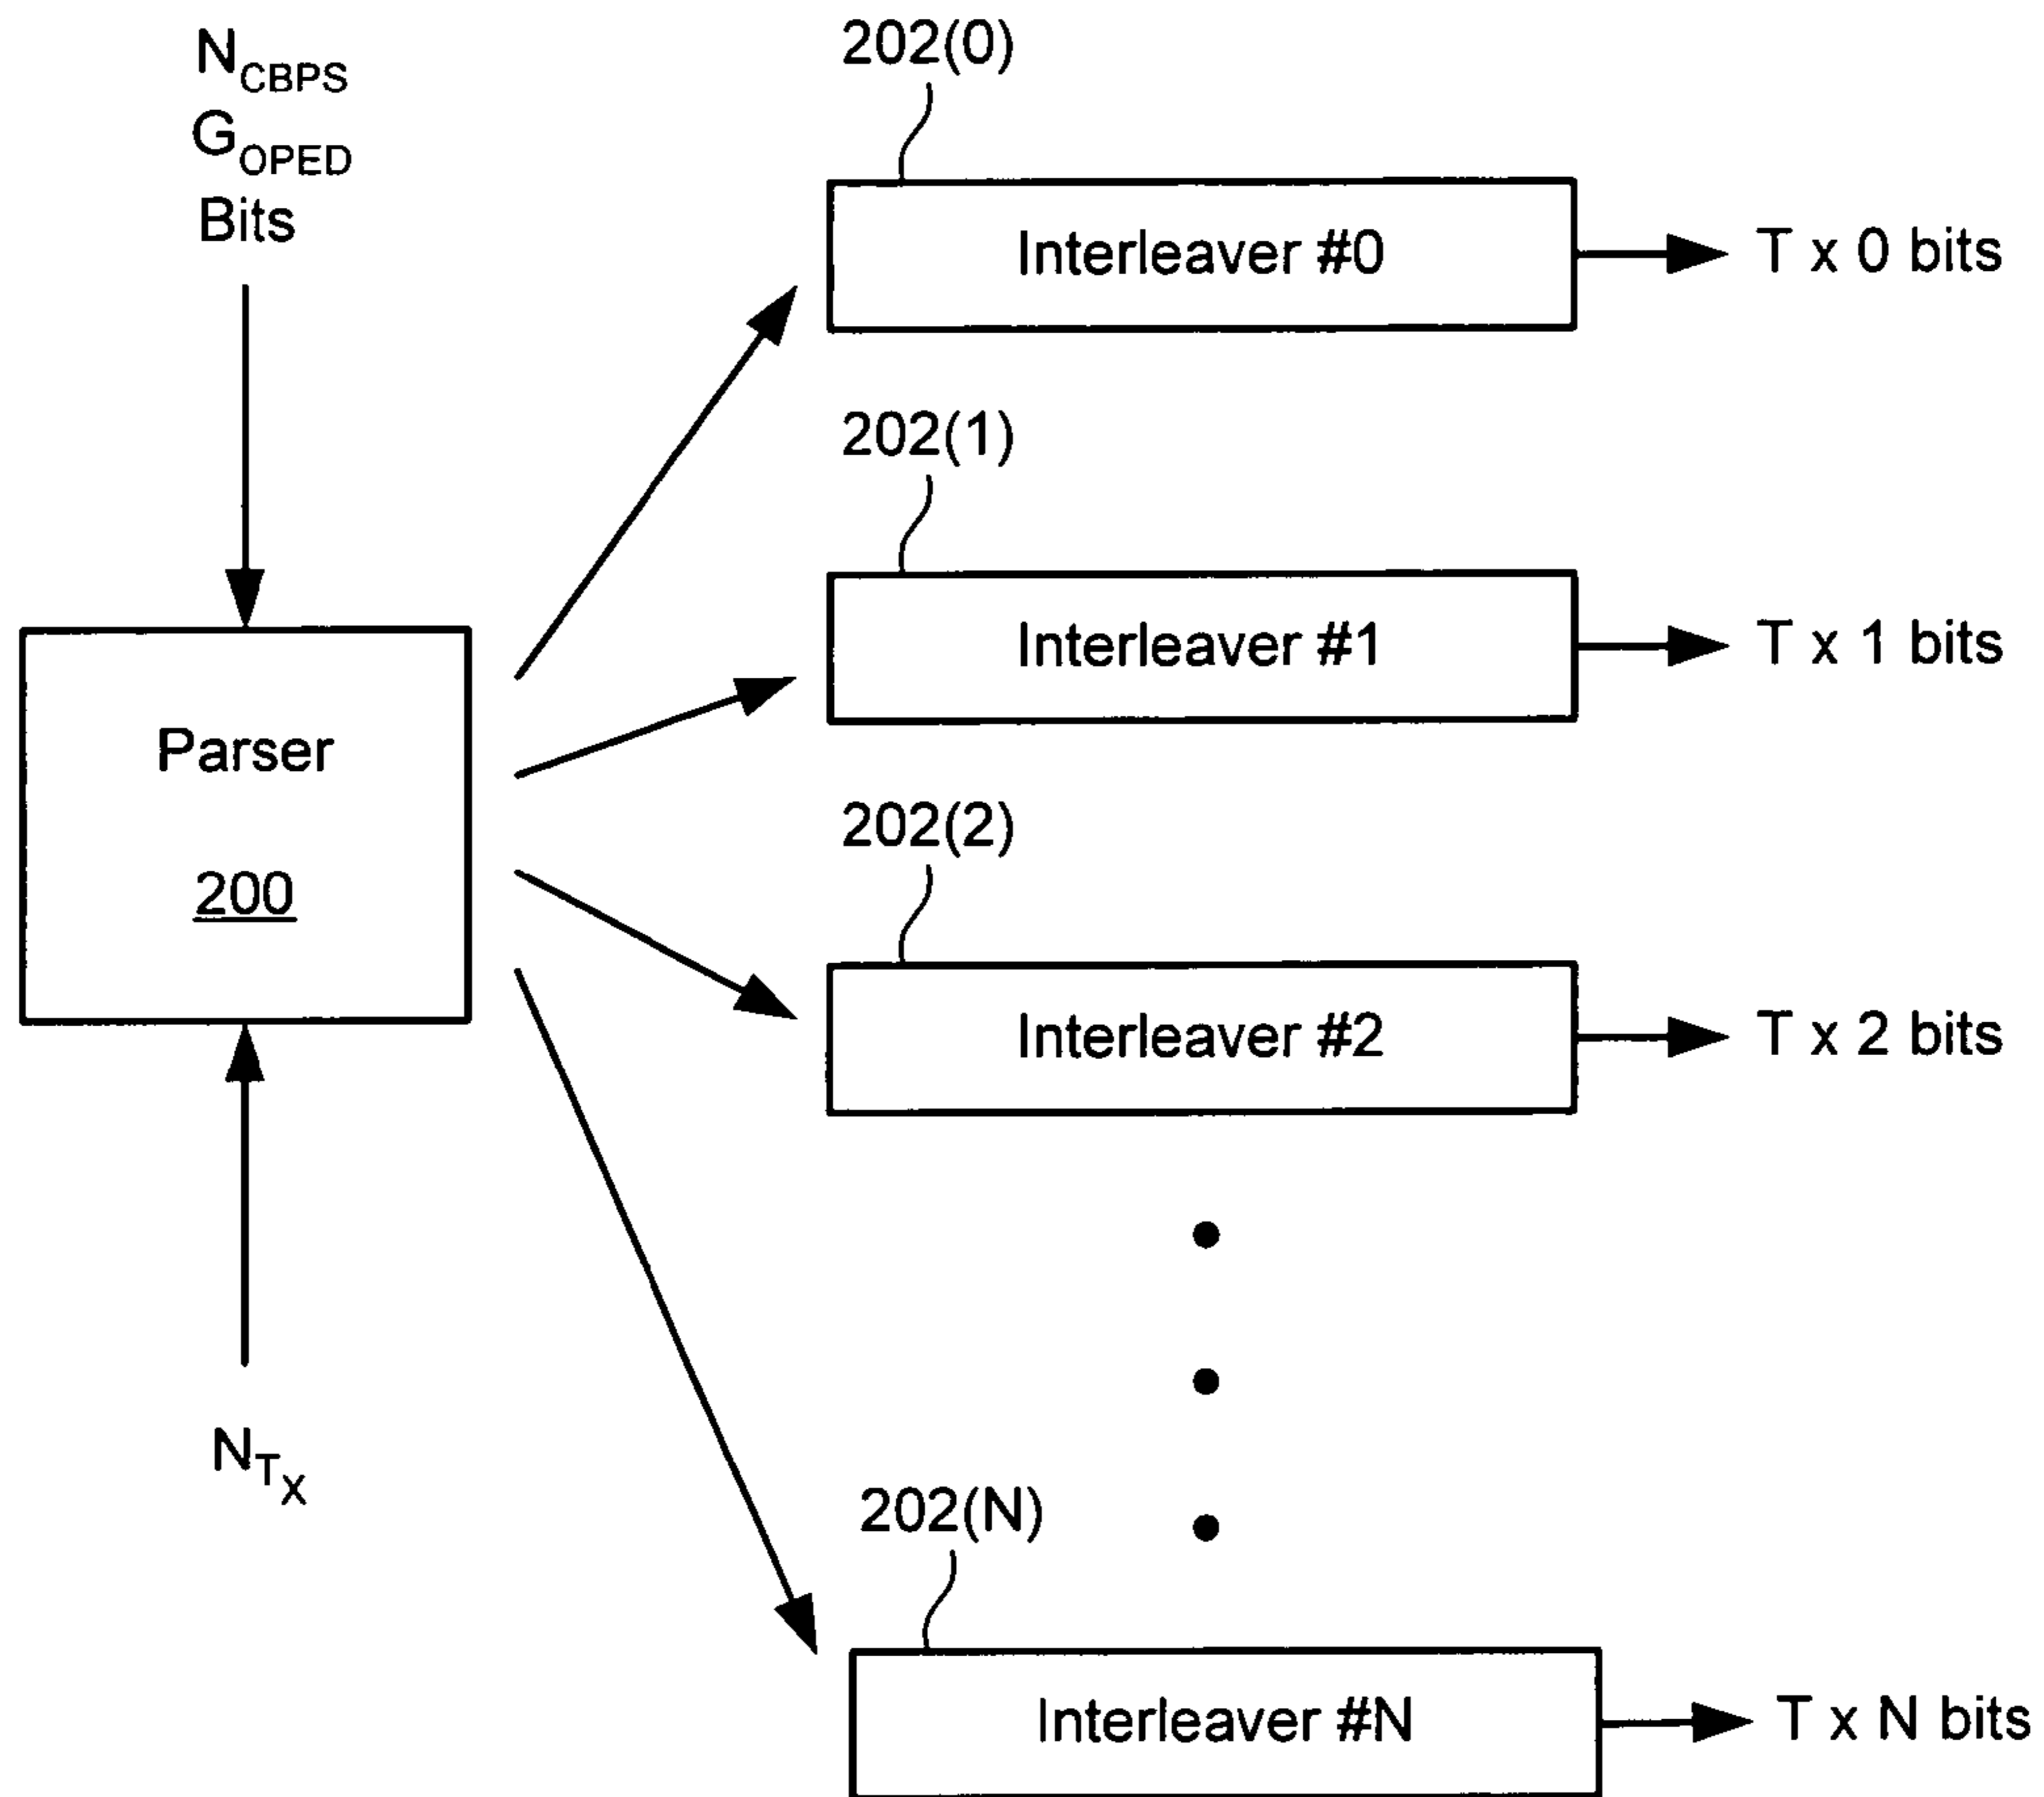 N_CBPS
G_OPED
Bits
Parser
200
N_T_X
202(0)
Interleaver #0
T x 0 bits
202(1)
Interleaver #1
T x 1 bits
202(2)
Interleaver #2
T x 2 bits
202(N)
Interleaver #N
T x N bits